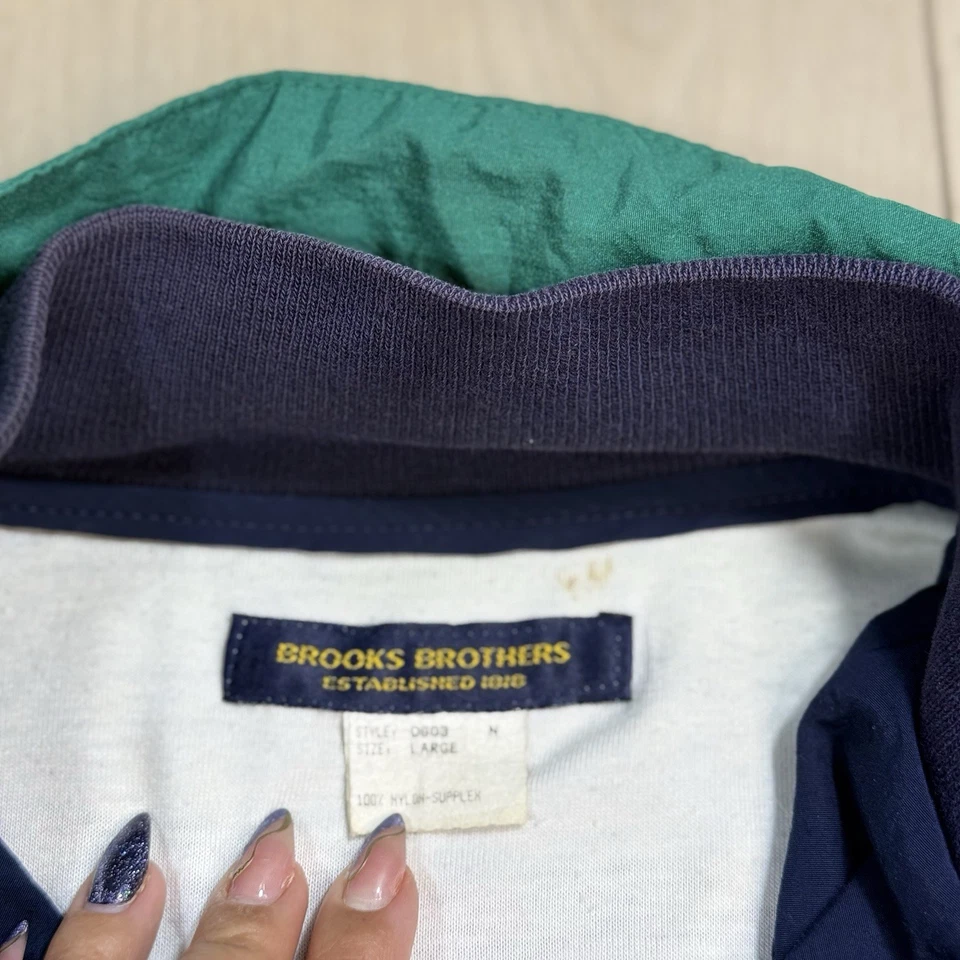 BROOKS BROTHERS
ESTABLISHED 1818
STYLE: 0603 N
SIZE: LARGE
100% NYLON-SUPPLEX